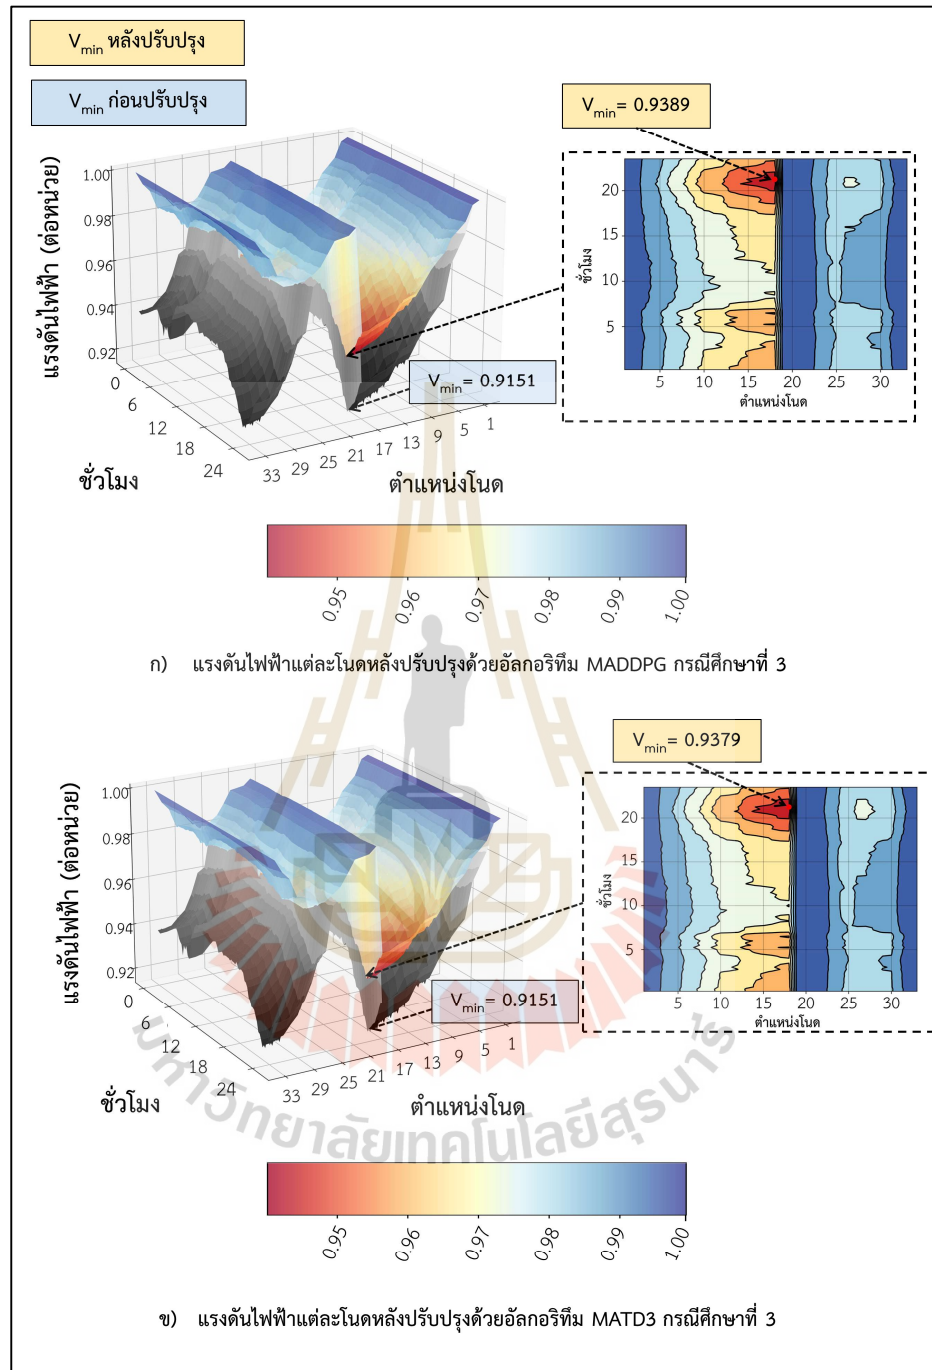 V_min หลังปรับปรุง
V_min ก่อนปรับปรุง
V_min= 0.9389
แรงดันไฟฟ้า (ต่อหน่วย)
1.00
0.98
0.96
0.94
0.92
0
6
12
18
24
ชั่วโมง
33 29 25 21 17 13 9 5 1
ตำแหน่งโนด
V_min= 0.9151
ชั่วโมง
20
15
10
5
5 10 15 20 25 30
ตำแหน่งโนด
0.95 0.96 0.97 0.98 0.99 1.00
ก) แรงดันไฟฟ้าแต่ละโนดหลังปรับปรุงด้วยอัลกอริทึม MADDPG กรณีศึกษาที่ 3
V_min= 0.9379
แรงดันไฟฟ้า (ต่อหน่วย)
1.00
0.98
0.96
0.94
0.92
0
6
12
18
24
ชั่วโมง
33 29 25 21 17 13 9 5 1
ตำแหน่งโนด
V_min= 0.9151
ชั่วโมง
20
15
10
5
5 10 15 20 25 30
ตำแหน่งโนด
มหาวิทยาลัยเทคโนโลยีสุรนารี
0.95 0.96 0.97 0.98 0.99 1.00
ข) แรงดันไฟฟ้าแต่ละโนดหลังปรับปรุงด้วยอัลกอริทึม MATD3 กรณีศึกษาที่ 3